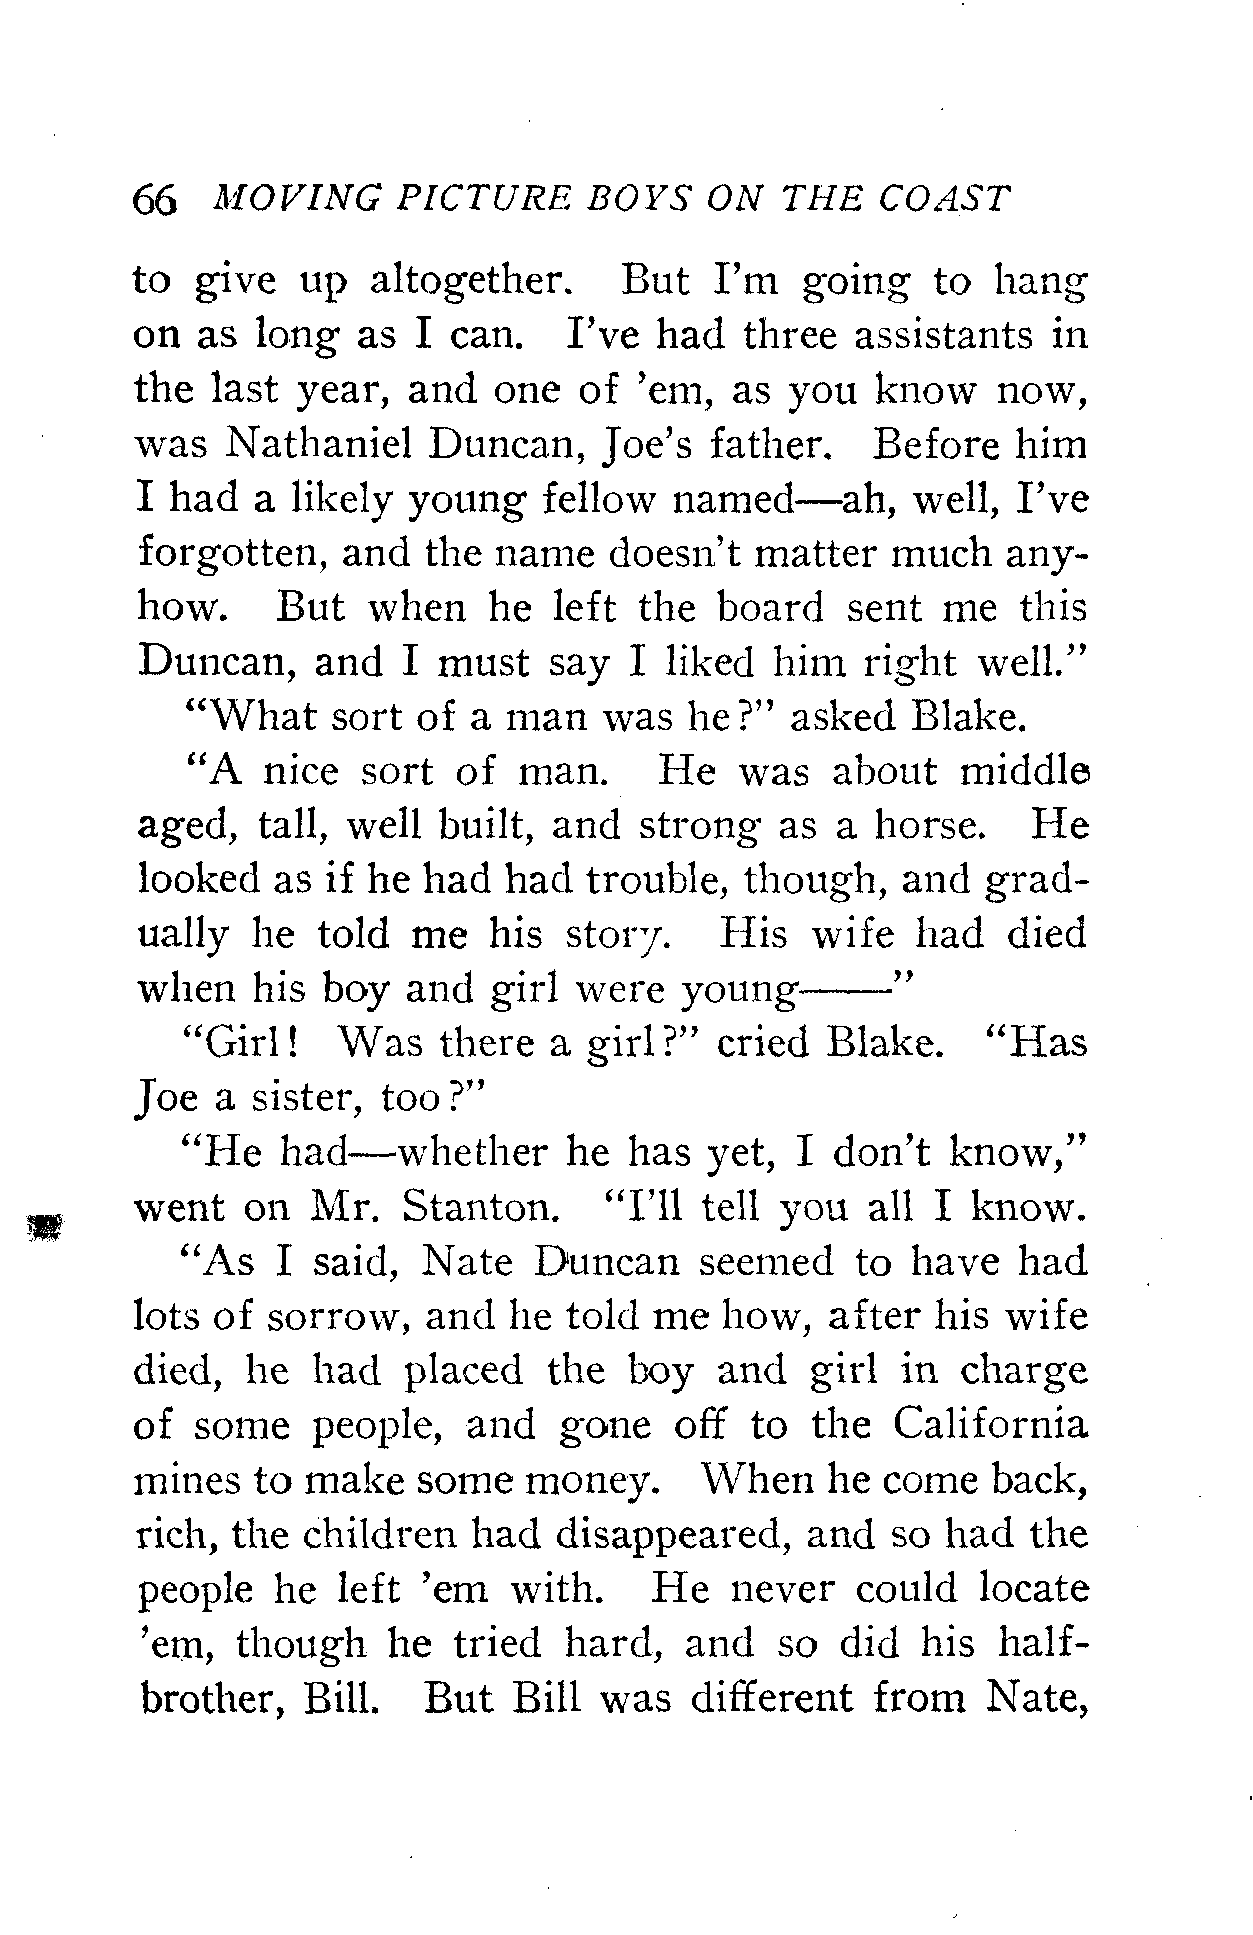 66 MOVING PICTURE BOYS ON THE COAST
to give up altogether. But I'm going to hang
on as long as I can. I've had three assistants in
the last year, and one of 'em, as you know now,
was Nathaniel Duncan, Joe's father. Before him
I had a likely young fellow named—ah, well, I've
forgotten, and the name doesn't matter much any-
how. But when he left the board sent me this
Duncan, and I must say I liked him right well."
"What sort of a man was he?" asked Blake.
"A nice sort of man. He was about middle
aged, tall, well built, and strong as a horse. He
looked as if he had had trouble, though, and grad-
ually he told me his story. His wife had died
when his boy and girl were young——"
"Girl! Was there a girl?" cried Blake. "Has
Joe a sister, too?"
"He had—whether he has yet, I don't know,"
went on Mr. Stanton. "I'll tell you all I know.
"As I said, Nate Duncan seemed to have had
lots of sorrow, and he told me how, after his wife
died, he had placed the boy and girl in charge
of some people, and gone off to the California
mines to make some money. When he come back,
rich, the children had disappeared, and so had the
people he left 'em with. He never could locate
'em, though he tried hard, and so did his half-
brother, Bill. But Bill was different from Nate,